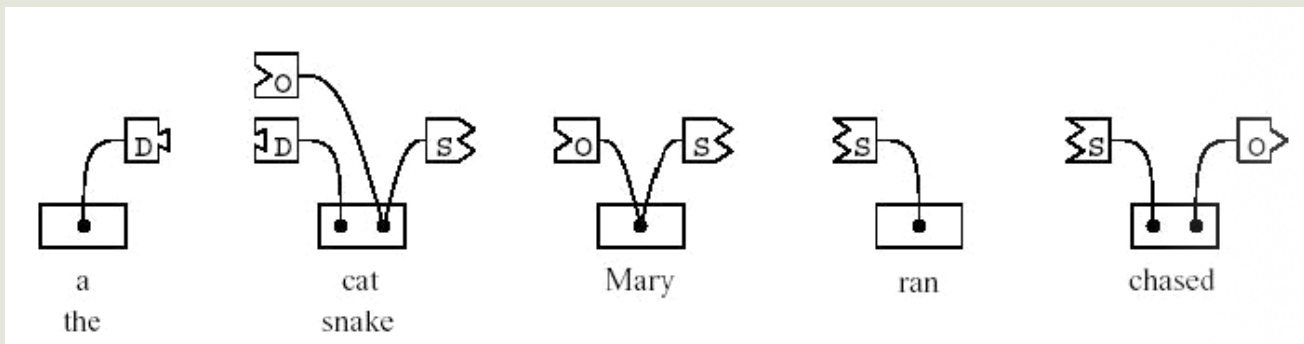 O
D D S O S S S O
a cat Mary ran chased
the snake